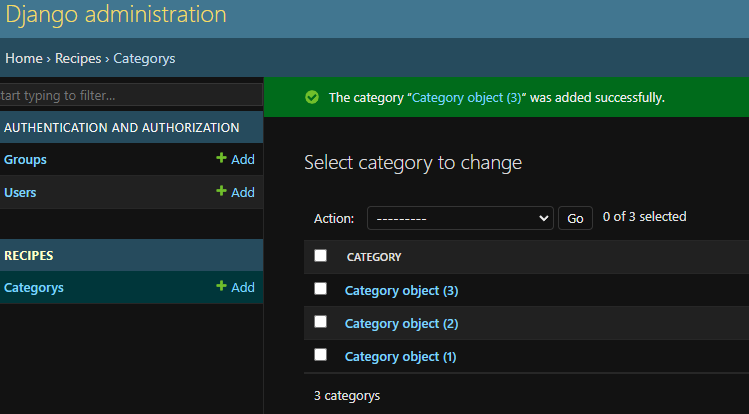 Django administration
Home › Recipes › Categorys
start typing to filter...
The category “Category object (3)” was added successfully.
AUTHENTICATION AND AUTHORIZATION
Groups + Add
Users + Add
RECIPES
Categorys + Add
Select category to change
Action: --------- Go 0 of 3 selected
CATEGORY
Category object (3)
Category object (2)
Category object (1)
3 categorys